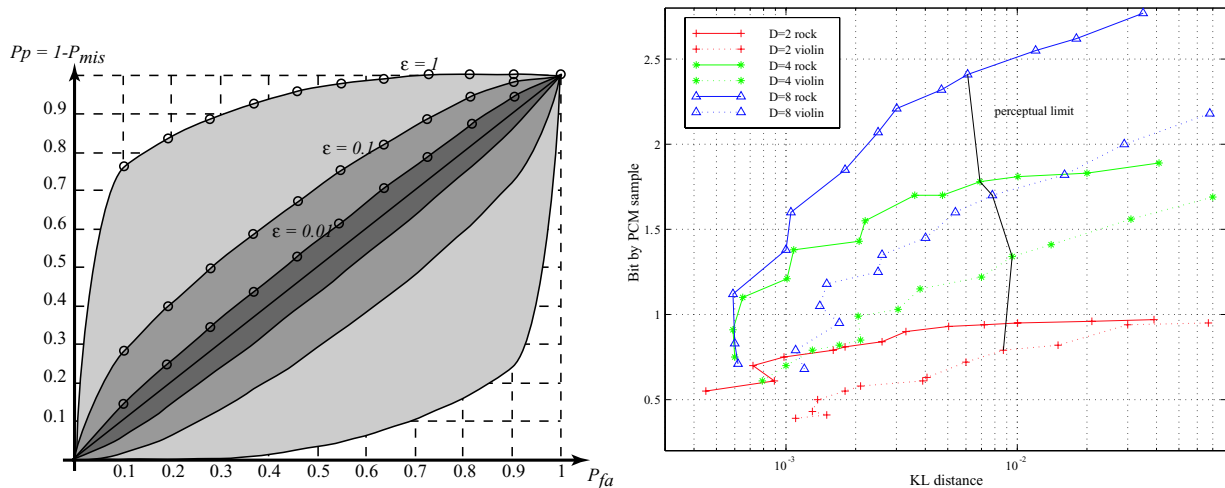 Pp = 1-Pmis
ε = 1
0.9
0.8
0.7
0.6
0.5
0.4
0.3
0.2
0.1
ε = 0.1
ε = 0.01
0.1 0.2 0.3 0.4 0.5 0.6 0.7 0.8 0.9 1
Pfa
D=2 rock
D=2 violin
D=4 rock
D=4 violin
D=8 rock
D=8 violin
perceptual limit
2.5
2
1.5
1
0.5
Bit by PCM sample
10-3 10-2
KL distance